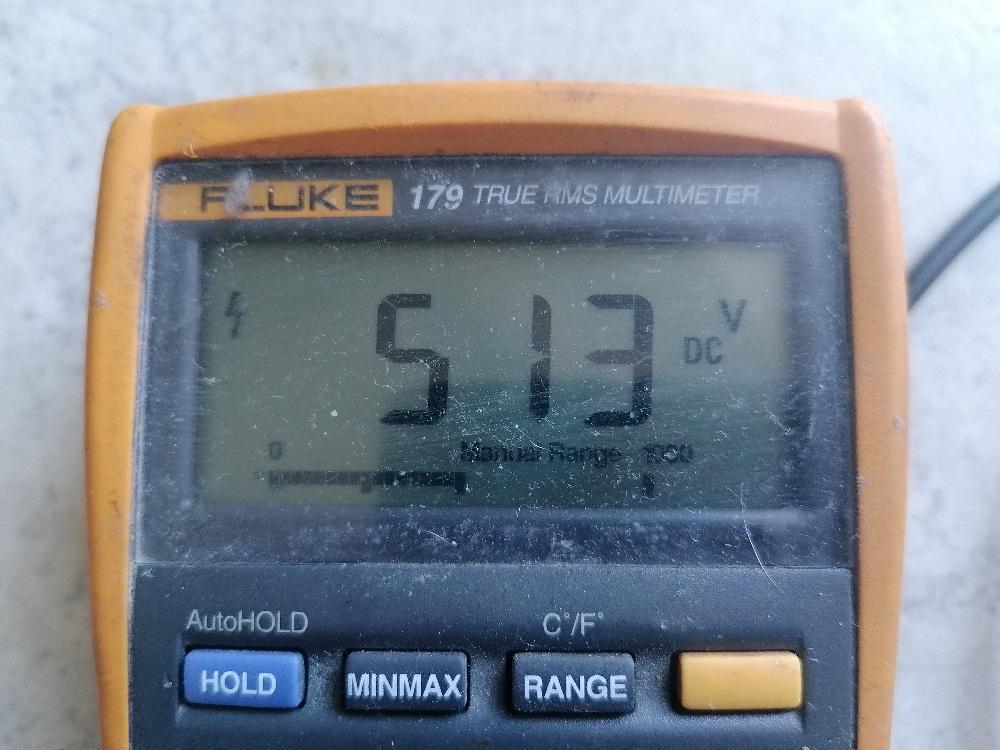 FLUKE 179 TRUE RMS MULTIMETER
513 V
DC
0 Manual Range 1000
AutoHOLD C°/F°
HOLD MINMAX RANGE